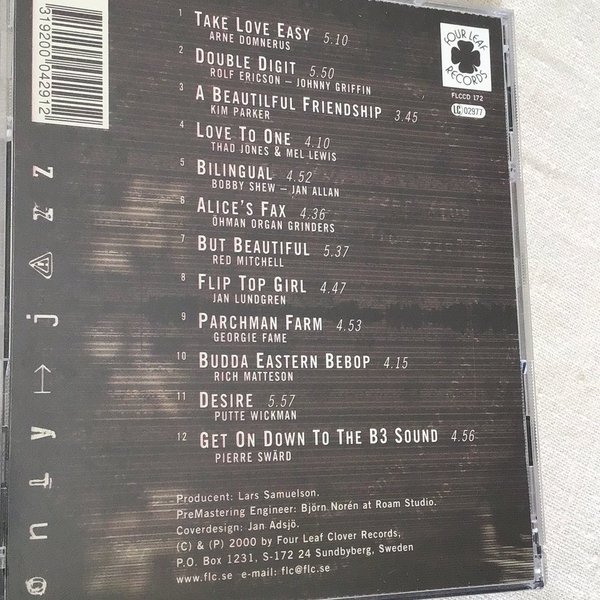 1 TAKE LOVE EASY 5.10
ARNE DOMNERUS
2 DOUBLE DIGIT 5.50
ROLF ERICSON – JOHNNY GRIFFIN
3 A BEAUTILFUL FRIENDSHIP 3.45
KIM PARKER
4 LOVE TO ONE 4.10
THAD JONES & MEL LEWIS
5 BILINGUAL 4.52
BOBBY SHEW – JAN ALLAN
6 ALICE'S FAX 4.36
ÖHMAN ORGAN GRINDERS
7 BUT BEAUTIFUL 5.37
RED MITCHELL
8 FLIP TOP GIRL 4.47
JAN LUNDGREN
9 PARCHMAN FARM 4.53
GEORGIE FAME
10 BUDDA EASTERN BEBOP 4.15
RICH MATTESON
11 DESIRE 5.57
PUTTE WICKMAN
12 GET ON DOWN TO THE B3 SOUND 4.56
PIERRE SWÄRD
Producent: Lars Samuelson.
PreMastering Engineer: Björn Norén at Roam Studio.
Coverdesign: Jan Adsjö.
(C) & (P) 2000 by Four Leaf Clover Records,
P.O. Box 1231, S-172 24 Sundbyberg, Sweden
www.flc.se e-mail: flc@flc.se
FOUR LEAF
RECORDS
FLCCD 172
LC 02977
319200042912
only jazz